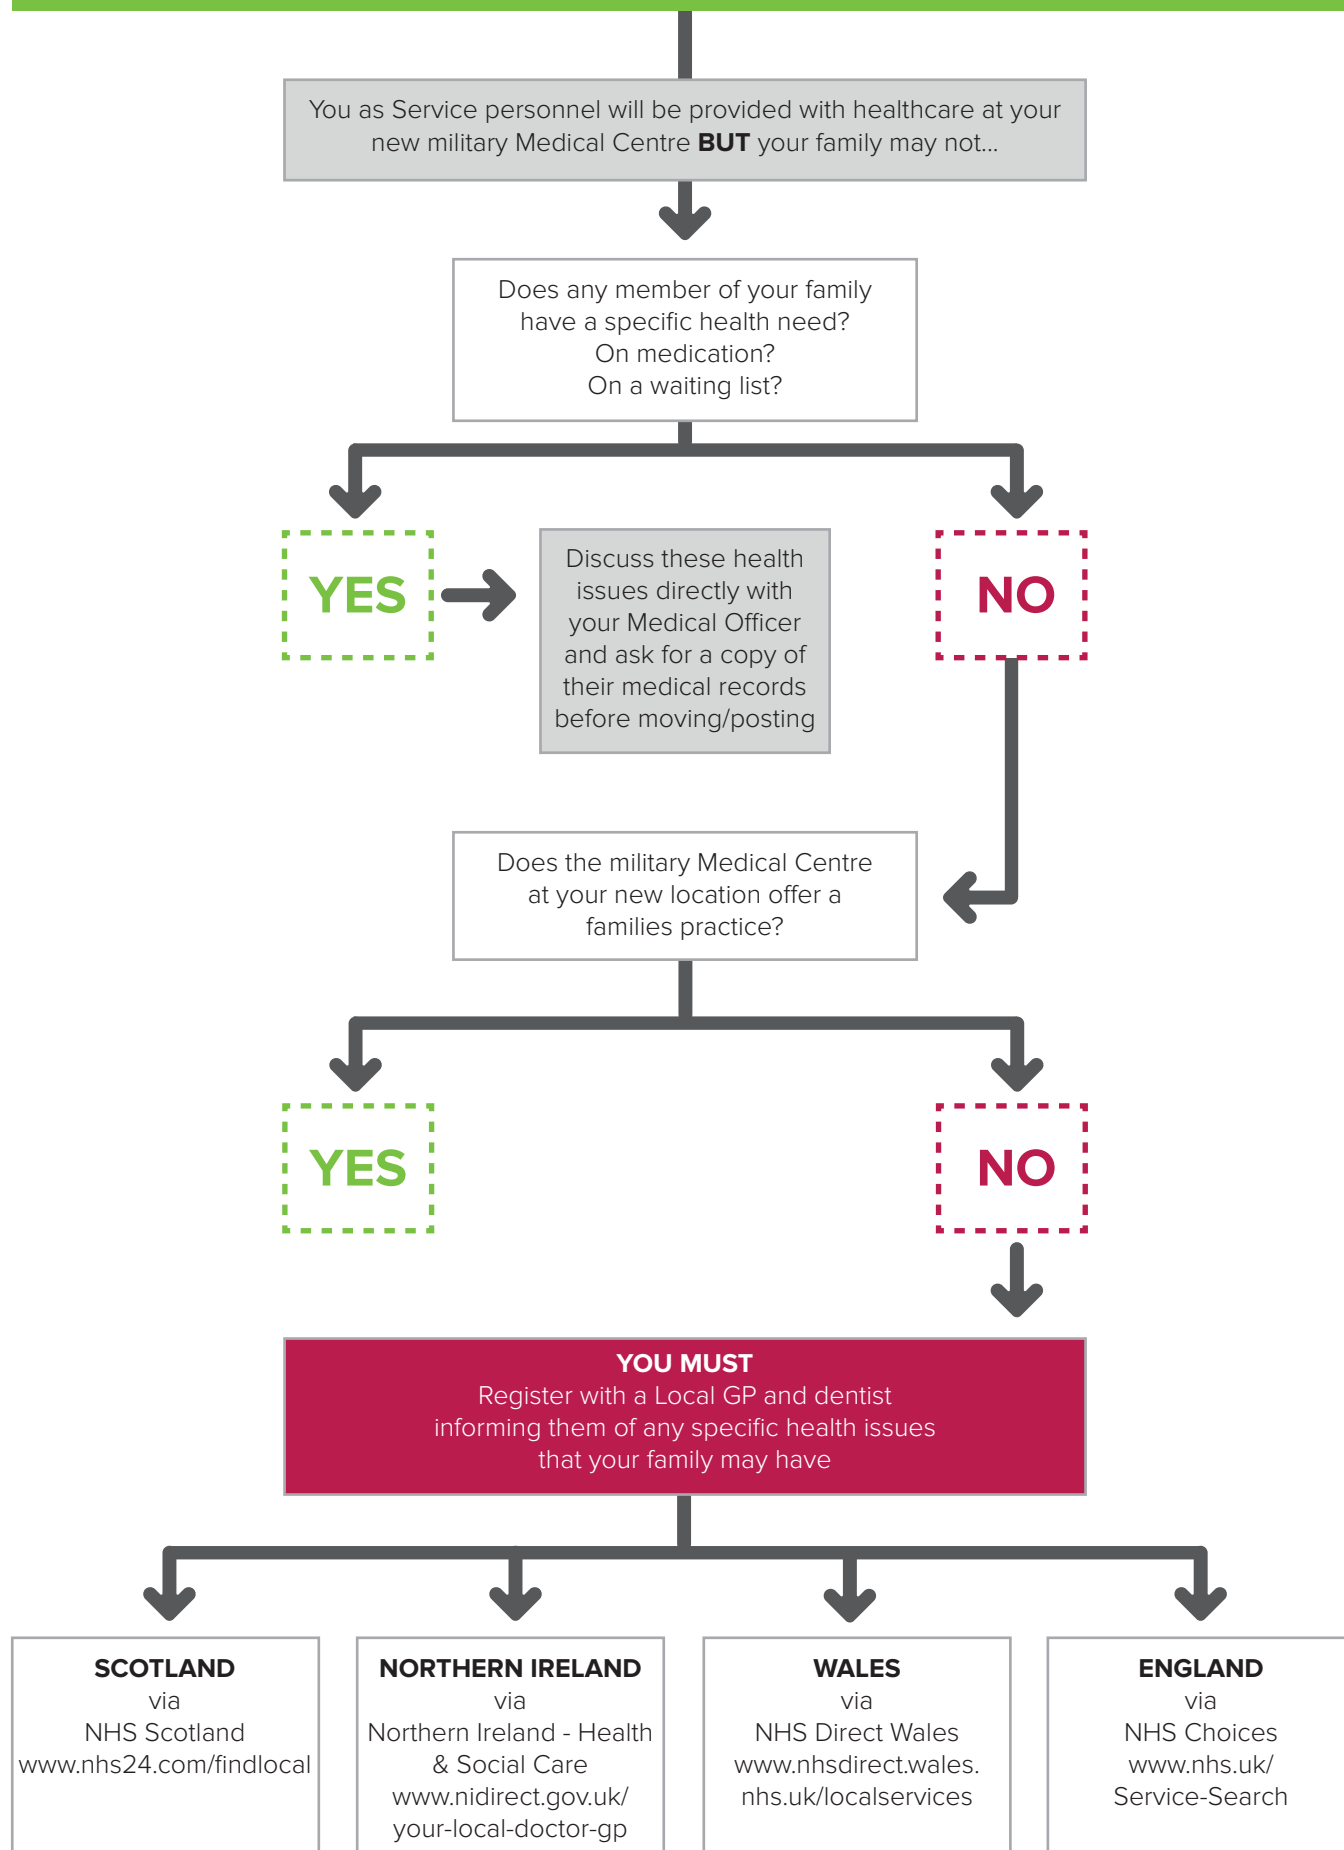 You as Service personnel will be provided with healthcare at your
new military Medical Centre BUT your family may not...
Does any member of your family
have a specific health need?
On medication?
On a waiting list?
YES
Discuss these health
issues directly with
your Medical Officer
and ask for a copy of
their medical records
before moving/posting
NO
Does the military Medical Centre
at your new location offer a
families practice?
YES
NO
YOU MUST
Register with a Local GP and dentist
informing them of any specific health issues
that your family may have
SCOTLAND
via
NHS Scotland
www.nhs24.com/findlocal
NORTHERN IRELAND
via
Northern Ireland - Health
& Social Care
www.nidirect.gov.uk/
your-local-doctor-gp
WALES
via
NHS Direct Wales
www.nhsdirect.wales.
nhs.uk/localservices
ENGLAND
via
NHS Choices
www.nhs.uk/
Service-Search